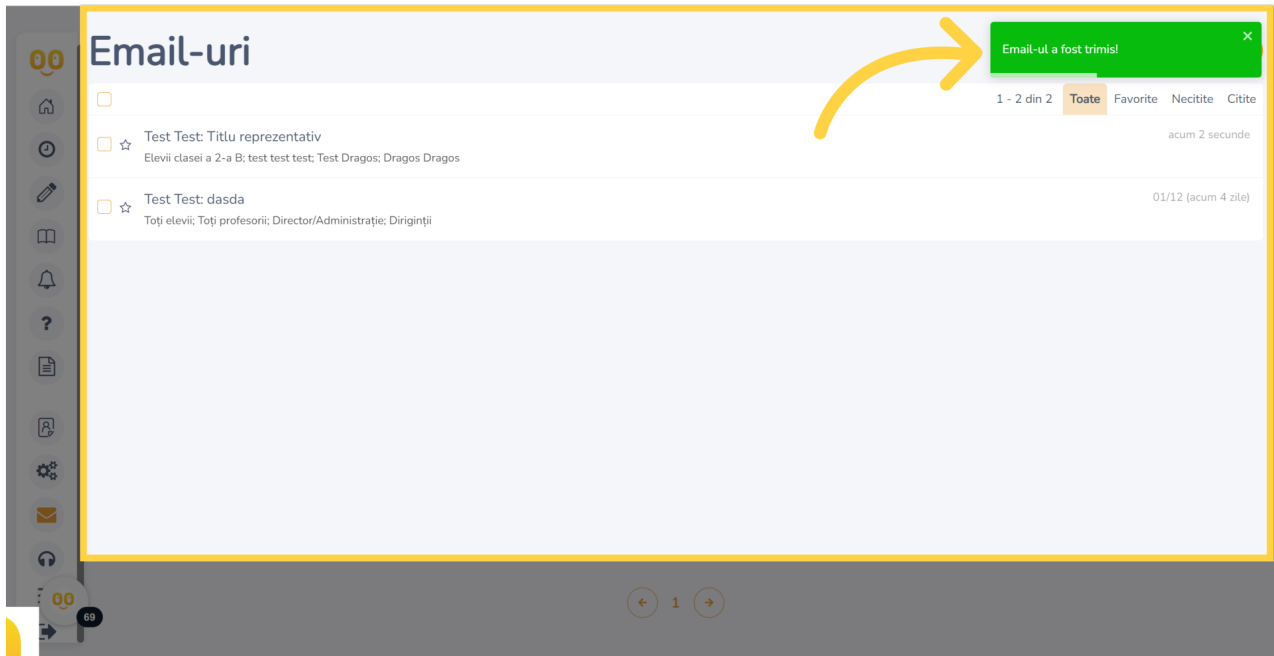 Email-uri
Email-ul a fost trimis!
1 - 2 din 2 Toate Favorite Necitite Citite
Test Test: Titlu reprezentativ
acum 2 secunde
Elevii clasei a 2-a B; test test test; Test Dragos; Dragos Dragos
Test Test: dasda
01/12 (acum 4 zile)
Toți elevii; Toți profesorii; Director/Administrație; Diriginții
1
69